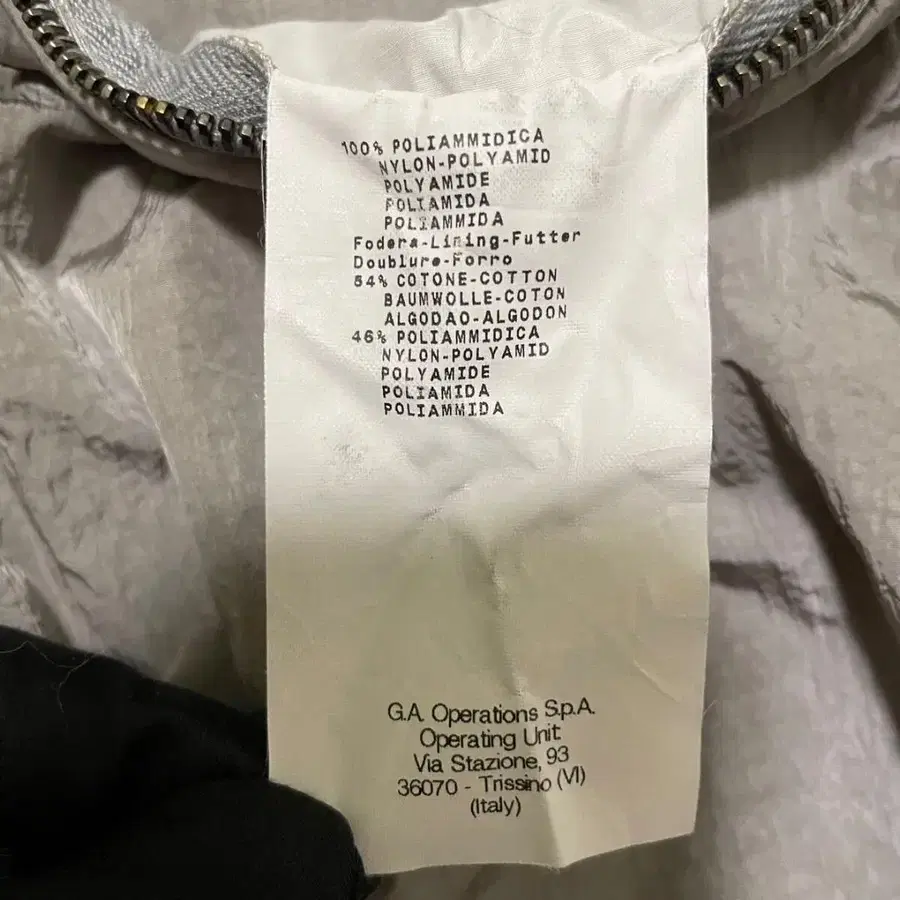 100% POLIAMMIDICA
NYLON-POLYAMID
POLYAMIDE
POLIAMIDA
POLIAMMIDA
Fodera-Lining-Futter
Doublure-Forro
54% COTONE-COTTON
BAUMWOLLE-COTON
ALGODAO-ALGODON
46% POLIAMMIDICA
NYLON-POLYAMID
POLYAMIDE
POLIAMIDA
POLIAMMIDA
G.A. Operations S.p.A.
Operating Unit
Via Stazione, 93
36070 - Trissino (VI)
(Italy)